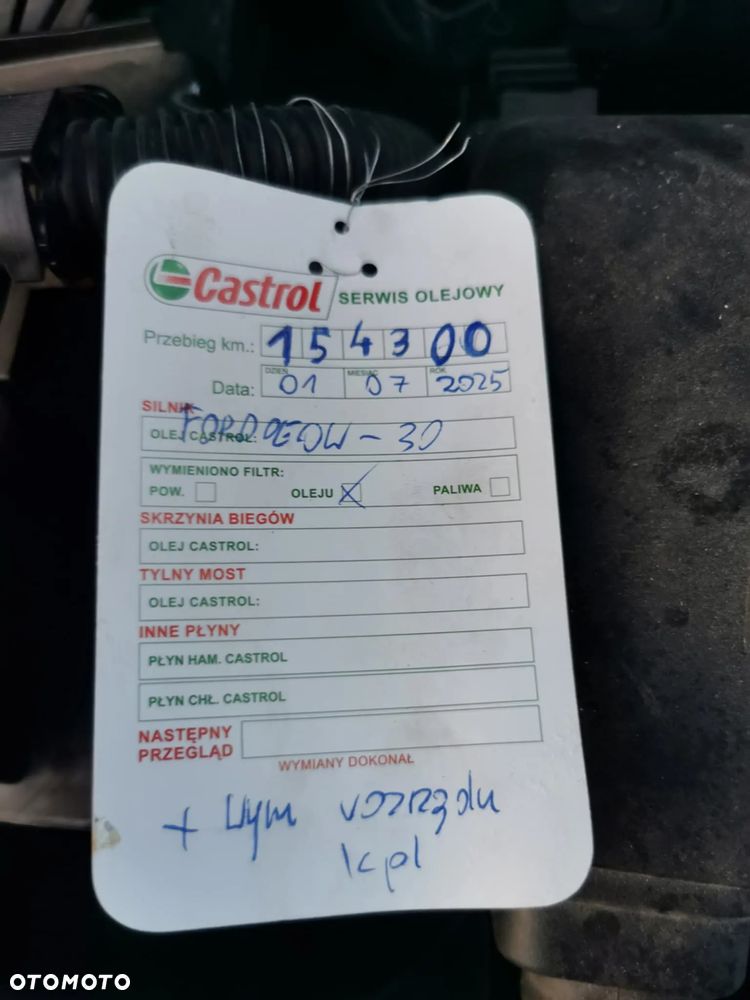 Castrol SERWIS OLEJOWY
Przebieg km.: 154300
DZIEŃ MIESIĄC ROK
Data: 01 07 2025
SILNIK
OLEJ CASTROL: - 30
WYMIENIONO FILTR:
POW. OLEJU PALIWA
SKRZYNIA BIEGÓW
OLEJ CASTROL:
TYLNY MOST
OLEJ CASTROL:
INNE PŁYNY
PŁYN HAM. CASTROL
PŁYN CHŁ. CASTROL
NASTĘPNY
PRZEGLĄD
WYMIANY DOKONAŁ
+ wym rozrządu
kpl
OTOMOTO